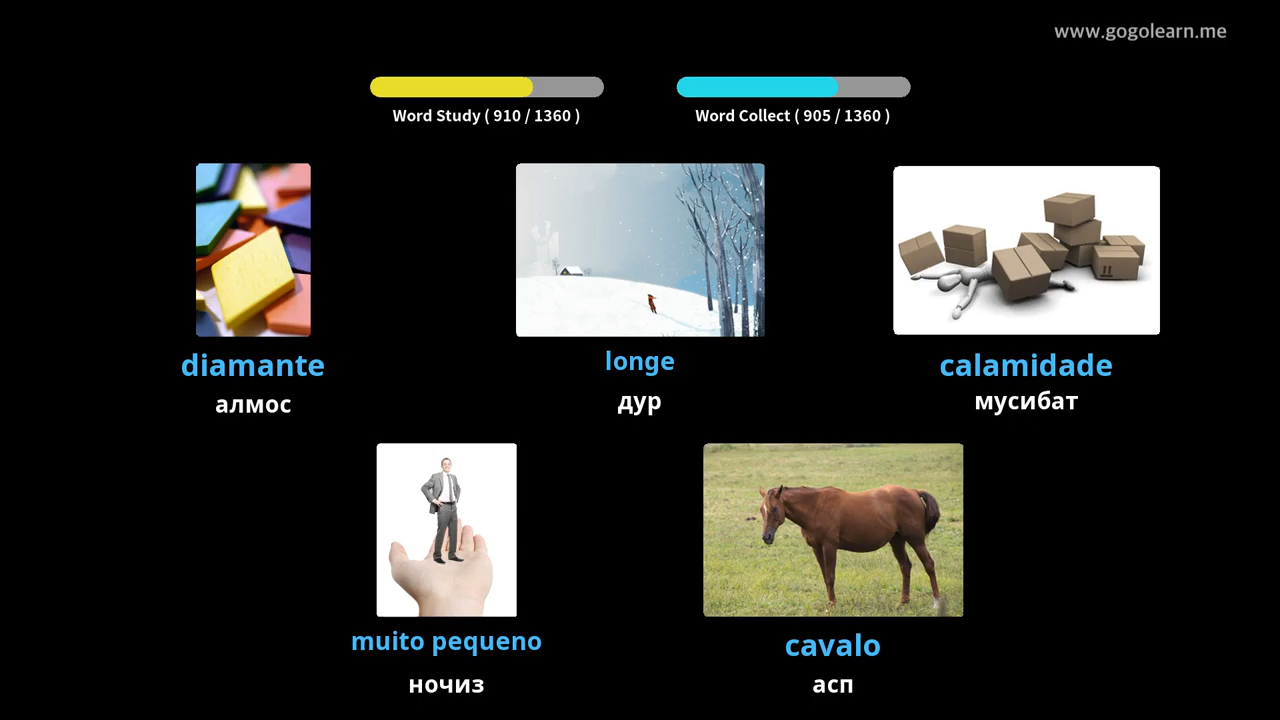 www.gogolearn.me
Word Study ( 910 / 1360 )
Word Collect ( 905 / 1360 )
diamante
алмос
longe
дур
calamidade
мусибат
muito pequeno
ночиз
cavalo
асп